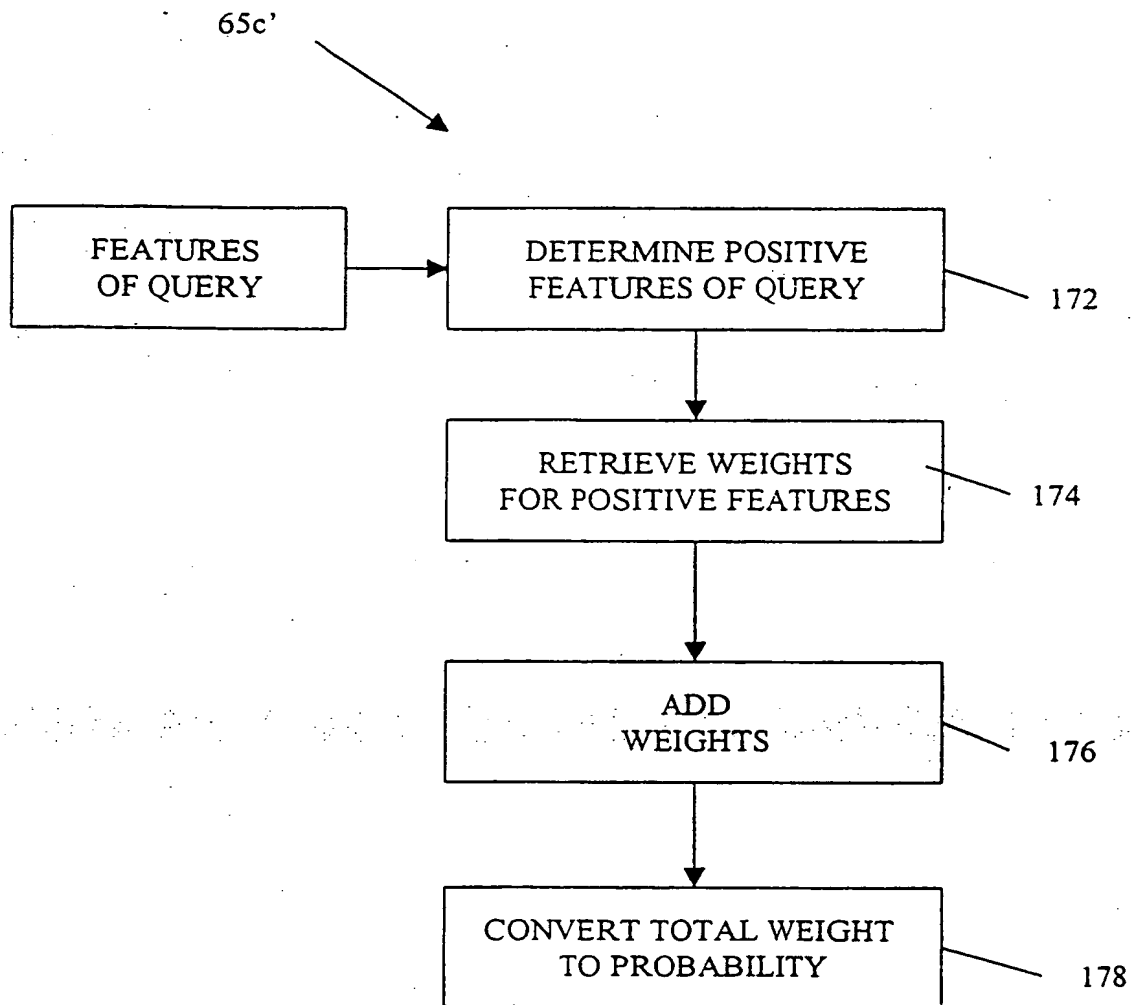 65c'
FEATURES
OF QUERY
DETERMINE POSITIVE
FEATURES OF QUERY
172
RETRIEVE WEIGHTS
FOR POSITIVE FEATURES
174
ADD
WEIGHTS
176
CONVERT TOTAL WEIGHT
TO PROBABILITY
178